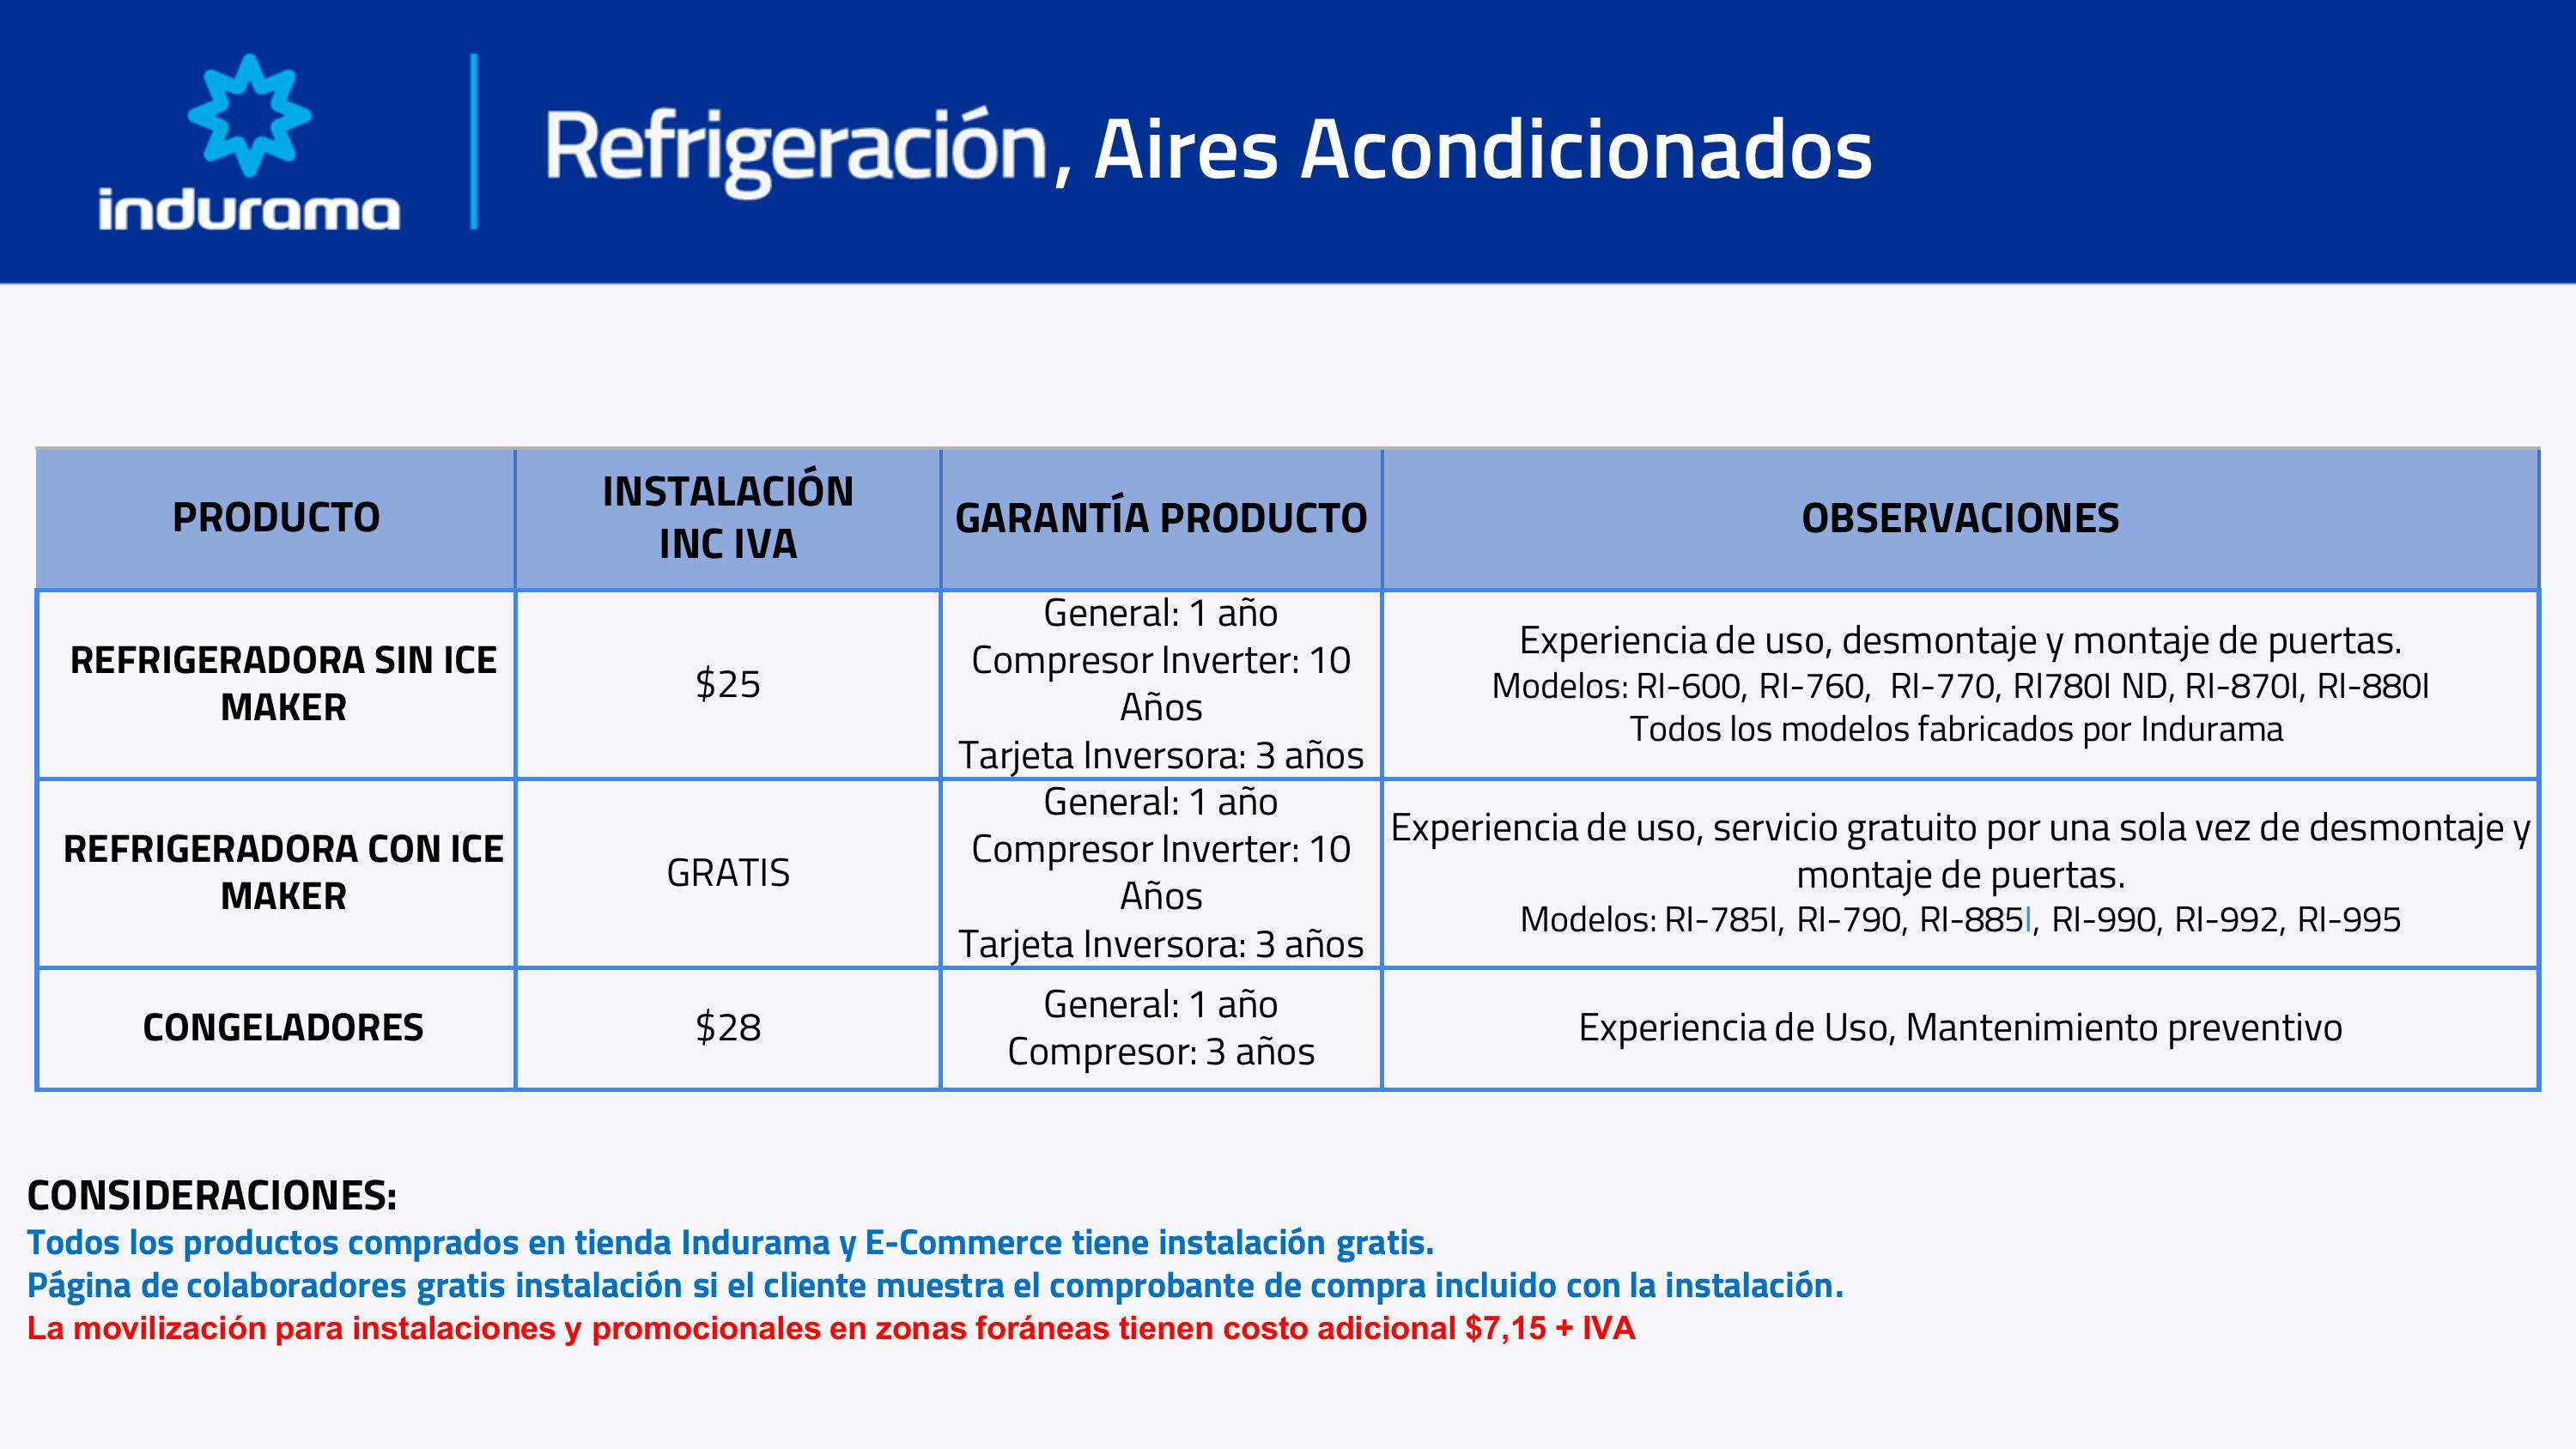 indurama
Refrigeración, Aires Acondicionados
PRODUCTO
INSTALACIÓN
INC IVA
GARANTÍA PRODUCTO
OBSERVACIONES
REFRIGERADORA SIN ICE
MAKER
$25
General: 1 año
Compresor Inverter: 10
Años
Tarjeta Inversora: 3 años
Experiencia de uso, desmontaje y montaje de puertas.
Modelos: RI-600, RI-760, RI-770, RI780I ND, RI-870I, RI-880I
Todos los modelos fabricados por Indurama
REFRIGERADORA CON ICE
MAKER
GRATIS
General: 1 año
Compresor Inverter: 10
Años
Tarjeta Inversora: 3 años
Experiencia de uso, servicio gratuito por una sola vez de desmontaje y
montaje de puertas.
Modelos: RI-785I, RI-790, RI-885I, RI-990, RI-992, RI-995
CONGELADORES
$28
General: 1 año
Compresor: 3 años
Experiencia de Uso, Mantenimiento preventivo
CONSIDERACIONES:
Todos los productos comprados en tienda Indurama y E-Commerce tiene instalación gratis.
Página de colaboradores gratis instalación si el cliente muestra el comprobante de compra incluido con la instalación.
La movilización para instalaciones y promocionales en zonas foráneas tienen costo adicional $7,15 + IVA